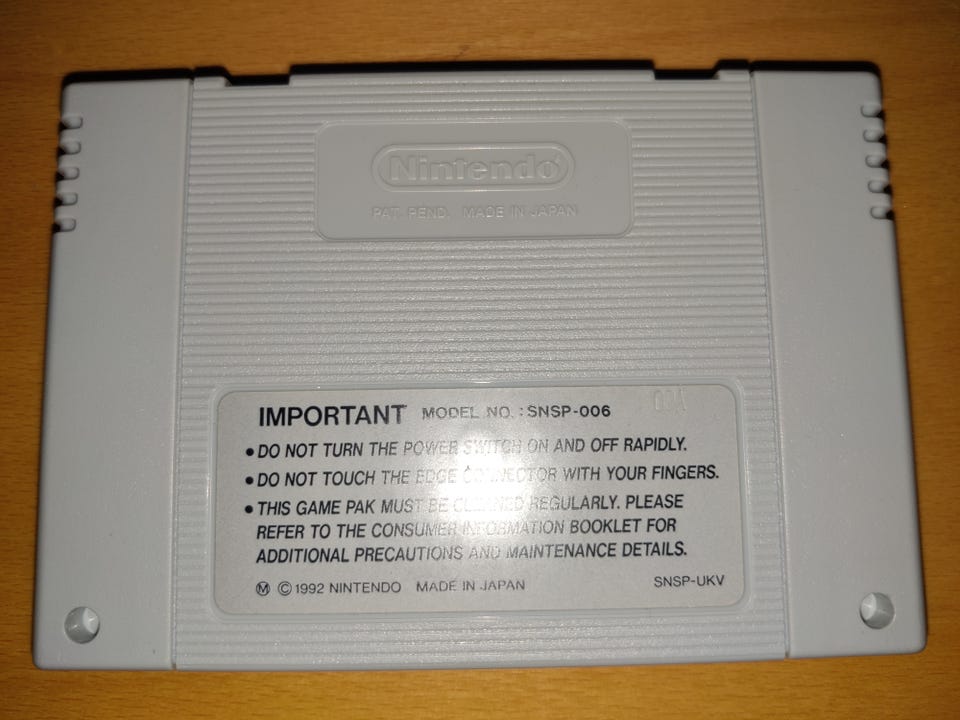 Nintendo
PAT. PEND. MADE IN JAPAN
00A
IMPORTANT MODEL NO.: SNSP-006
• DO NOT TURN THE POWER SWITCH ON AND OFF RAPIDLY.
• DO NOT TOUCH THE EDGE CONNECTOR WITH YOUR FINGERS.
• THIS GAME PAK MUST BE CLEANED REGULARLY. PLEASE
REFER TO THE CONSUMER INFORMATION BOOKLET FOR
ADDITIONAL PRECAUTIONS AND MAINTENANCE DETAILS.
Ⓜ ©1992 NINTENDO MADE IN JAPAN SNSP-UKV